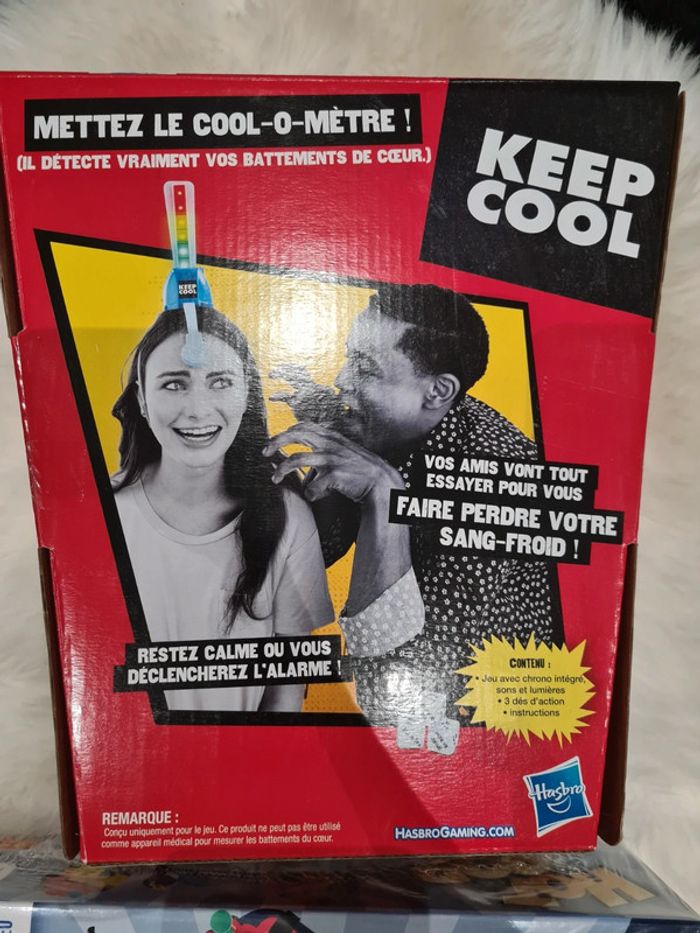 METTEZ LE COOL-O-MÈTRE !
(IL DÉTECTE VRAIMENT VOS BATTEMENTS DE CŒUR.)
KEEP
COOL
KEEP
COOL
VOS AMIS VONT TOUT
ESSAYER POUR VOUS
FAIRE PERDRE VOTRE
SANG-FROID !
RESTEZ CALME OU VOUS
DÉCLENCHEREZ L'ALARME !
CONTENU :
• Jeu avec chrono intégré,
sons et lumières
• 3 dés d'action
• instructions
Hasbro
REMARQUE :
Conçu uniquement pour le jeu. Ce produit ne peut pas être utilisé
comme appareil médical pour mesurer les battements du cœur.
HASBROGAMING.COM